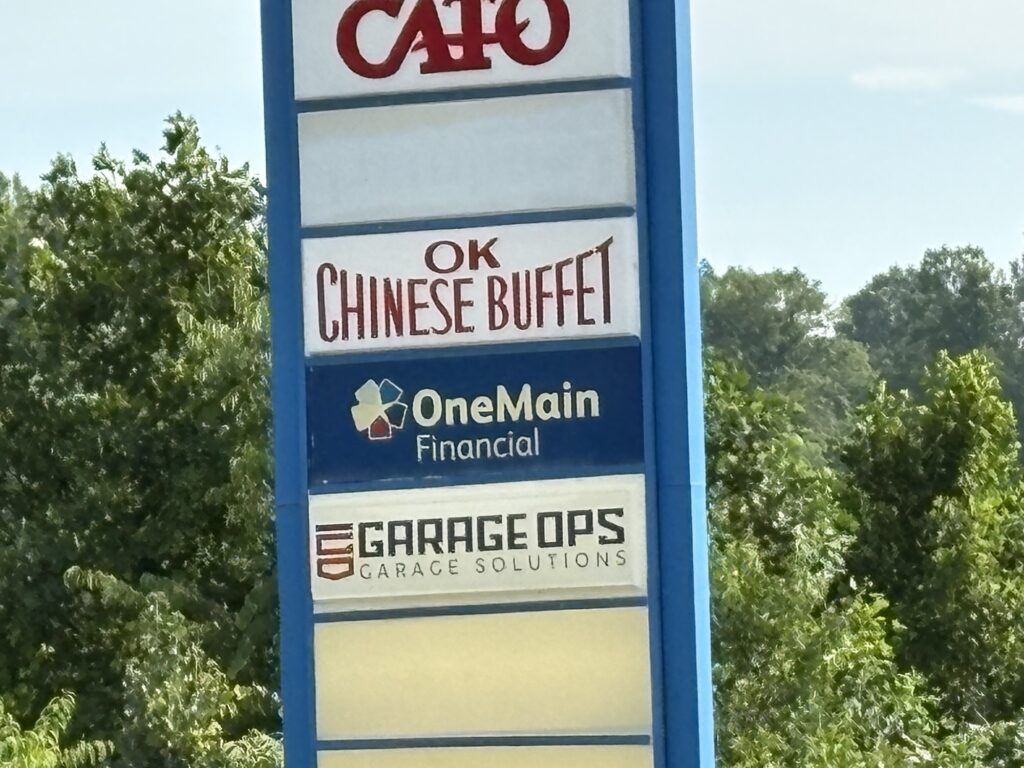 CATO
OK
CHINESE BUFFET
OneMain
Financial
GARAGE OPS
GARAGE SOLUTIONS